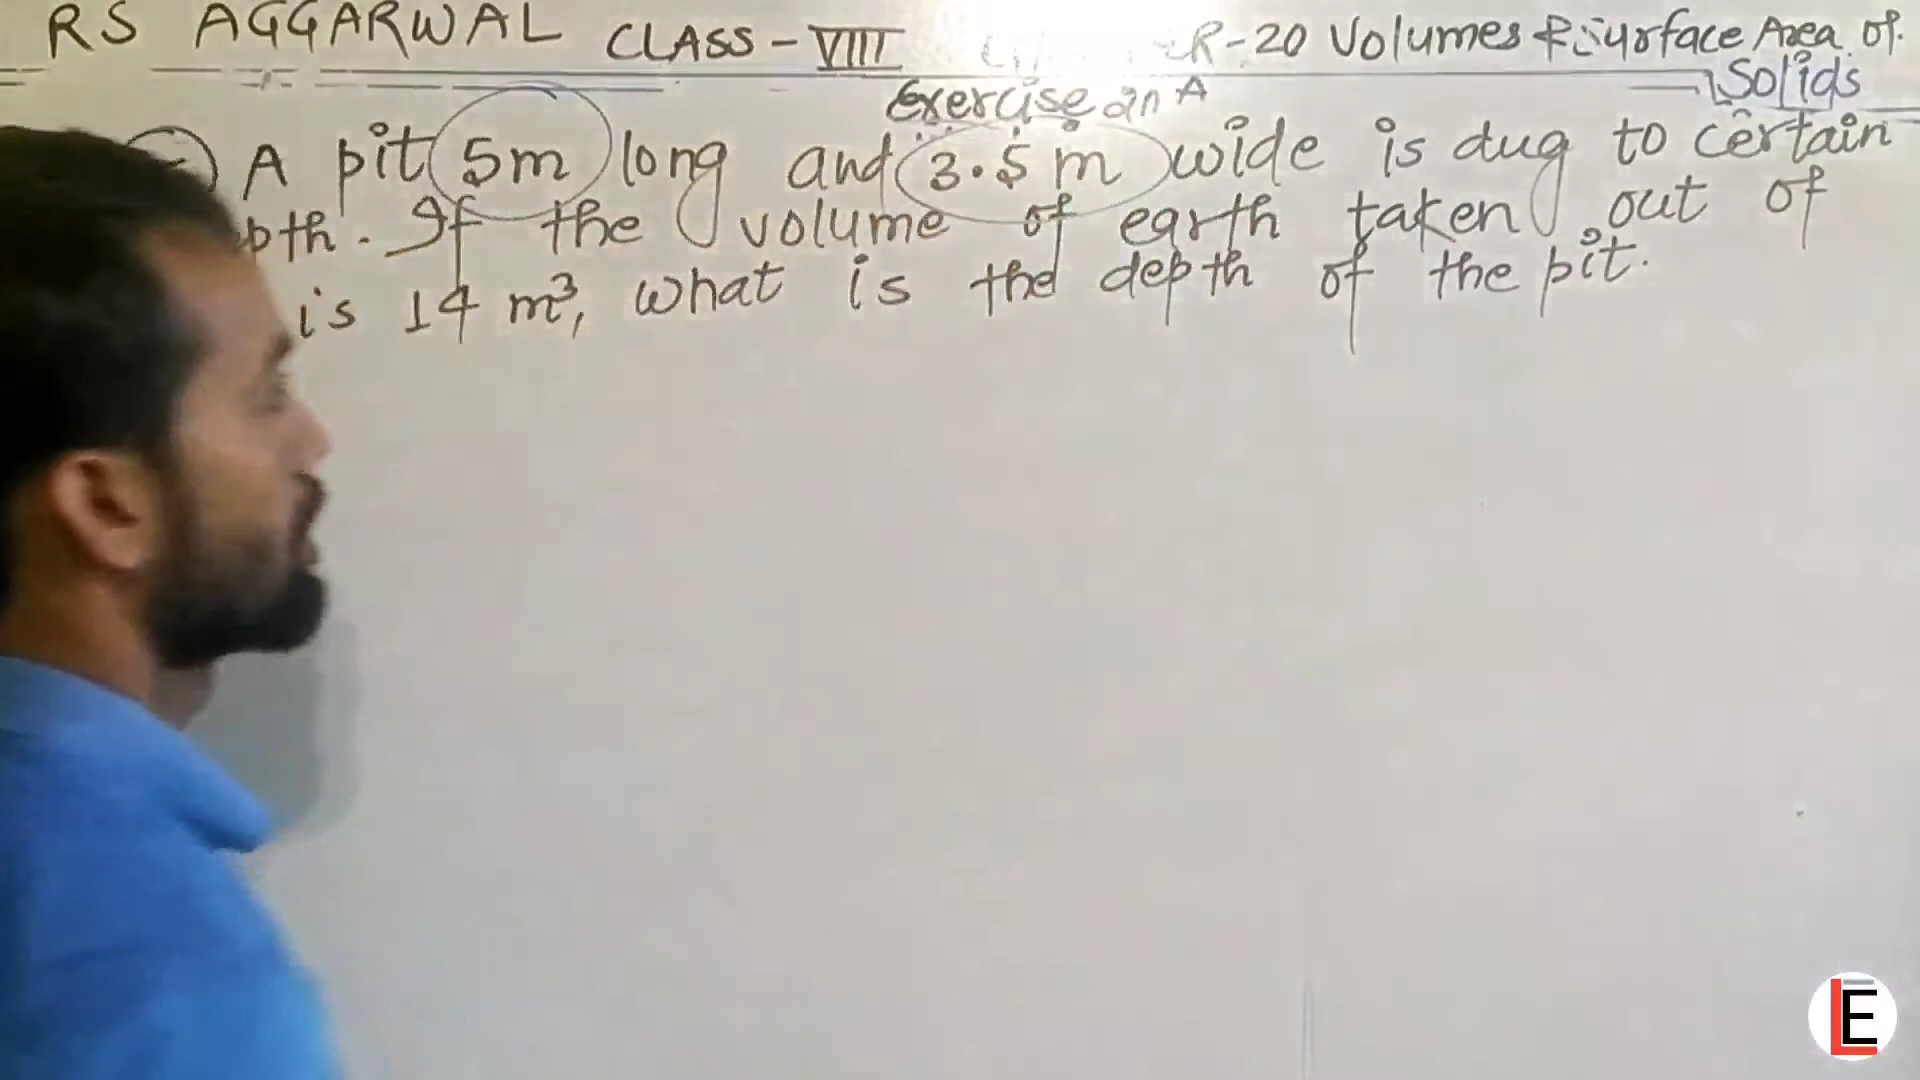 RS AGGARWAL CLASS-VIII R-20 Volumes & Surface Area of
Solids
Exercise 20 A
A pit 5m long and 3.5 m wide is dug to certain
pth. If the volume of earth taken out of
is 14 m³, what is the depth of the pit.
LE